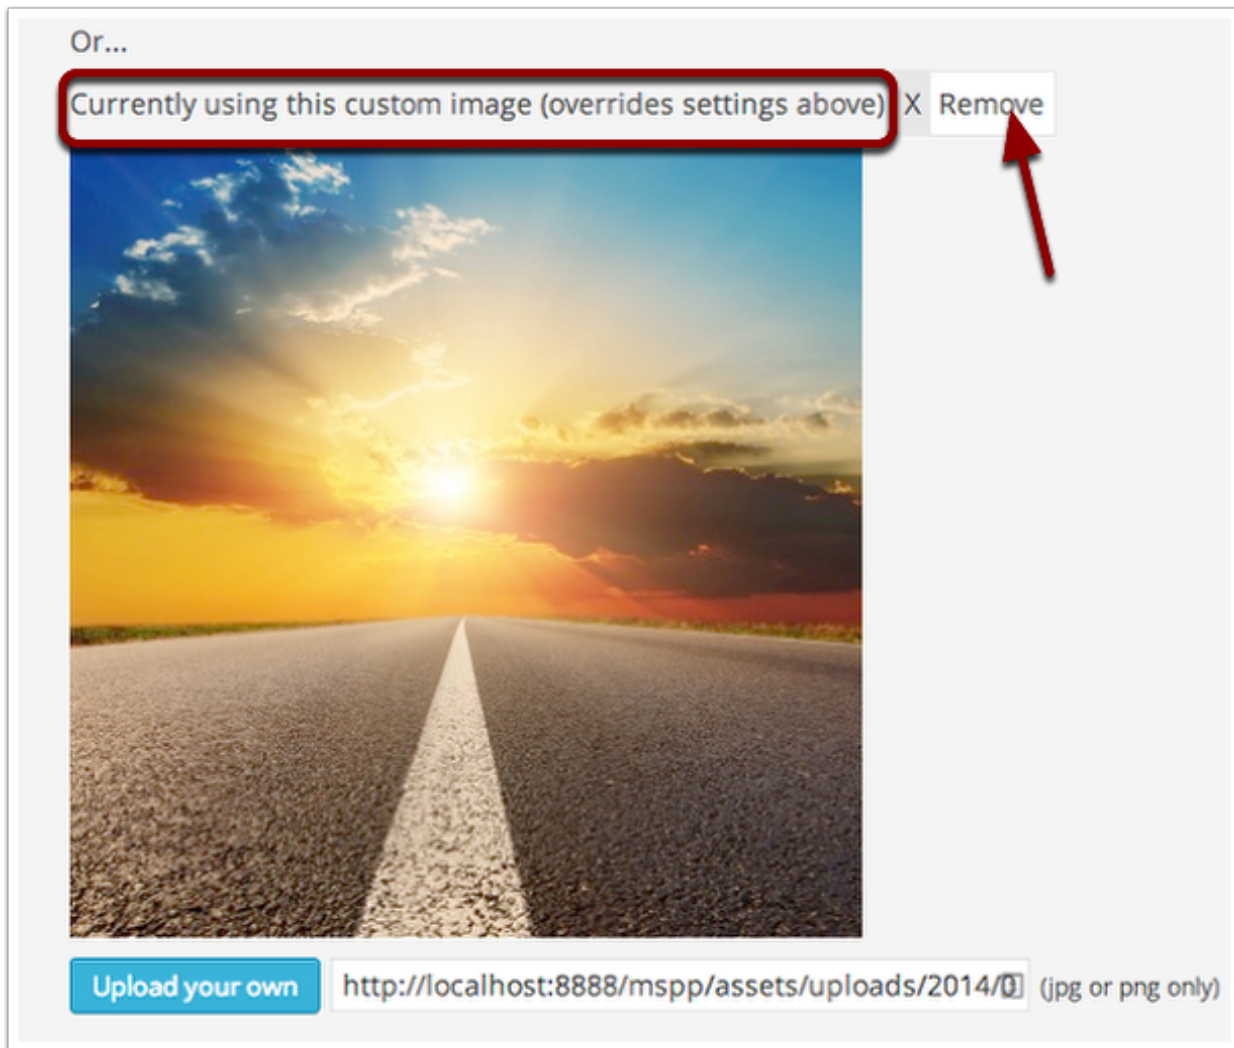 Or...
Currently using this custom image (overrides settings above) X Remove
Upload your own http://localhost:8888/mspp/assets/uploads/2014/0 (jpg or png only)